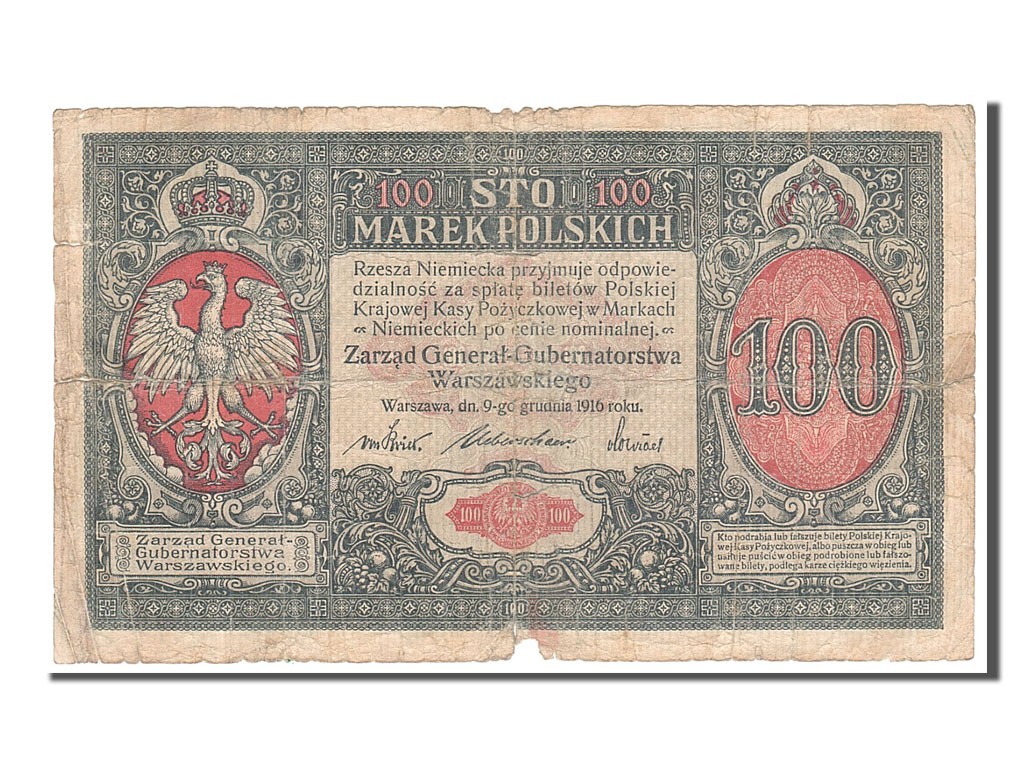 100
100 STO 100
MAREK POLSKICH
Rzesza Niemiecka przyjmuje odpowie-
dzialność za spłatę biletów Polskiej
Krajowej Kasy Pożyczkowej w Markach
Niemieckich po cenie nominalnej.
Zarząd Generał-Gubernatorstwa
Warszawskiego
Warszawa, dn. 9-go grudnia 1916 roku.
100
100 100
Zarząd Generał-
Gubernatorstwa
Warszawskiego.
Kto podrabia lub fałszuje bilety Polskiej Krajo-
wej Kasy Pożyczkowej, albo puszcza w obieg lub
usiłuje puścić w obieg podrobione lub fałszo-
wane bilety, podlega karze ciężkiego więzienia.
100